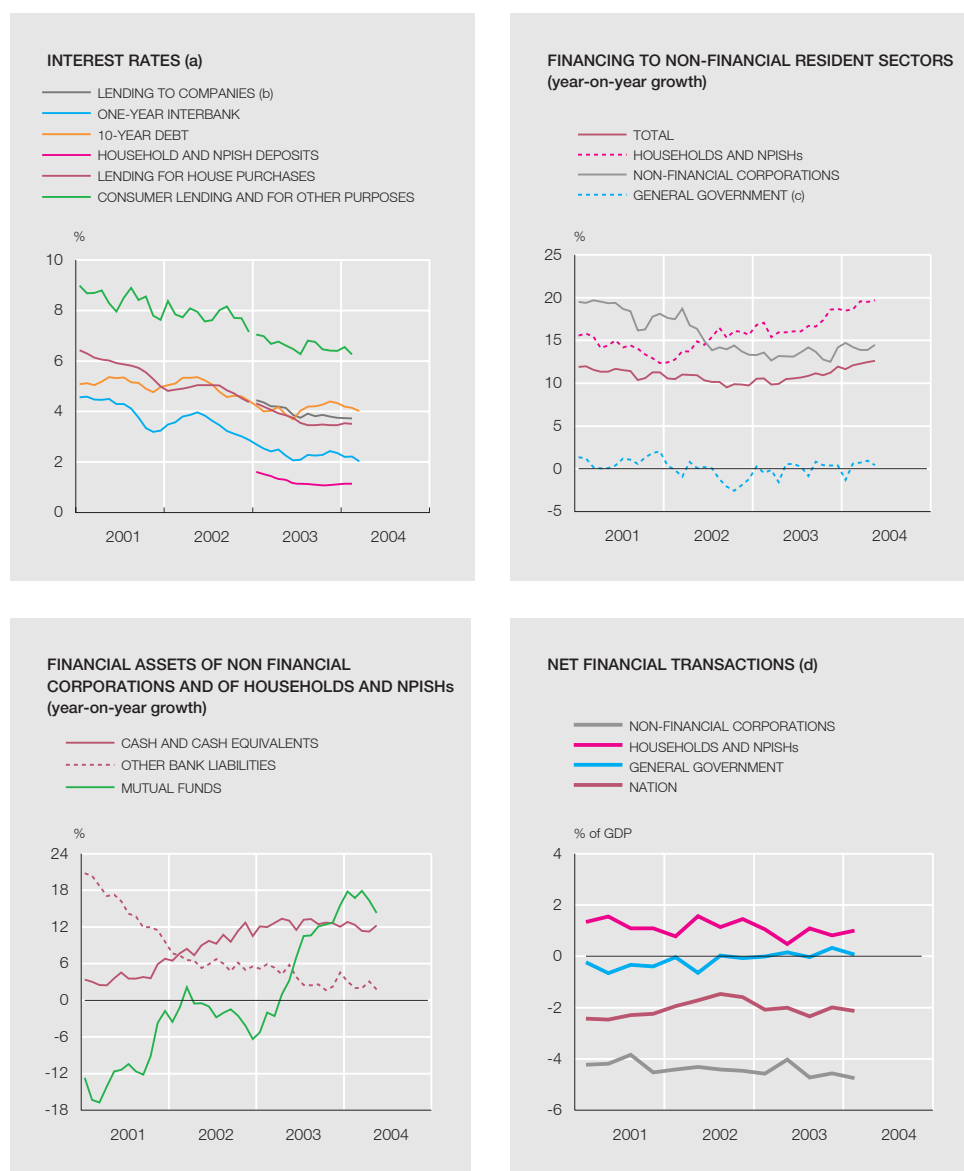 INTEREST RATES (a)
LENDING TO COMPANIES (b)
ONE-YEAR INTERBANK
10-YEAR DEBT
HOUSEHOLD AND NPISH DEPOSITS
LENDING FOR HOUSE PURCHASES
CONSUMER LENDING AND FOR OTHER PURPOSES
%
10
8
6
4
2
0
2001 2002 2003 2004
FINANCING TO NON-FINANCIAL RESIDENT SECTORS
(year-on-year growth)
TOTAL
HOUSEHOLDS AND NPISHs
NON-FINANCIAL CORPORATIONS
GENERAL GOVERNMENT (c)
%
25
20
15
10
5
0
-5
2001 2002 2003 2004
FINANCIAL ASSETS OF NON FINANCIAL
CORPORATIONS AND OF HOUSEHOLDS AND NPISHs
(year-on-year growth)
CASH AND CASH EQUIVALENTS
OTHER BANK LIABILITIES
MUTUAL FUNDS
%
24
18
12
6
0
-6
-12
-18
2001 2002 2003 2004
NET FINANCIAL TRANSACTIONS (d)
NON-FINANCIAL CORPORATIONS
HOUSEHOLDS AND NPISHs
GENERAL GOVERNMENT
NATION
% of GDP
4
2
0
-2
-4
-6
2001 2002 2003 2004